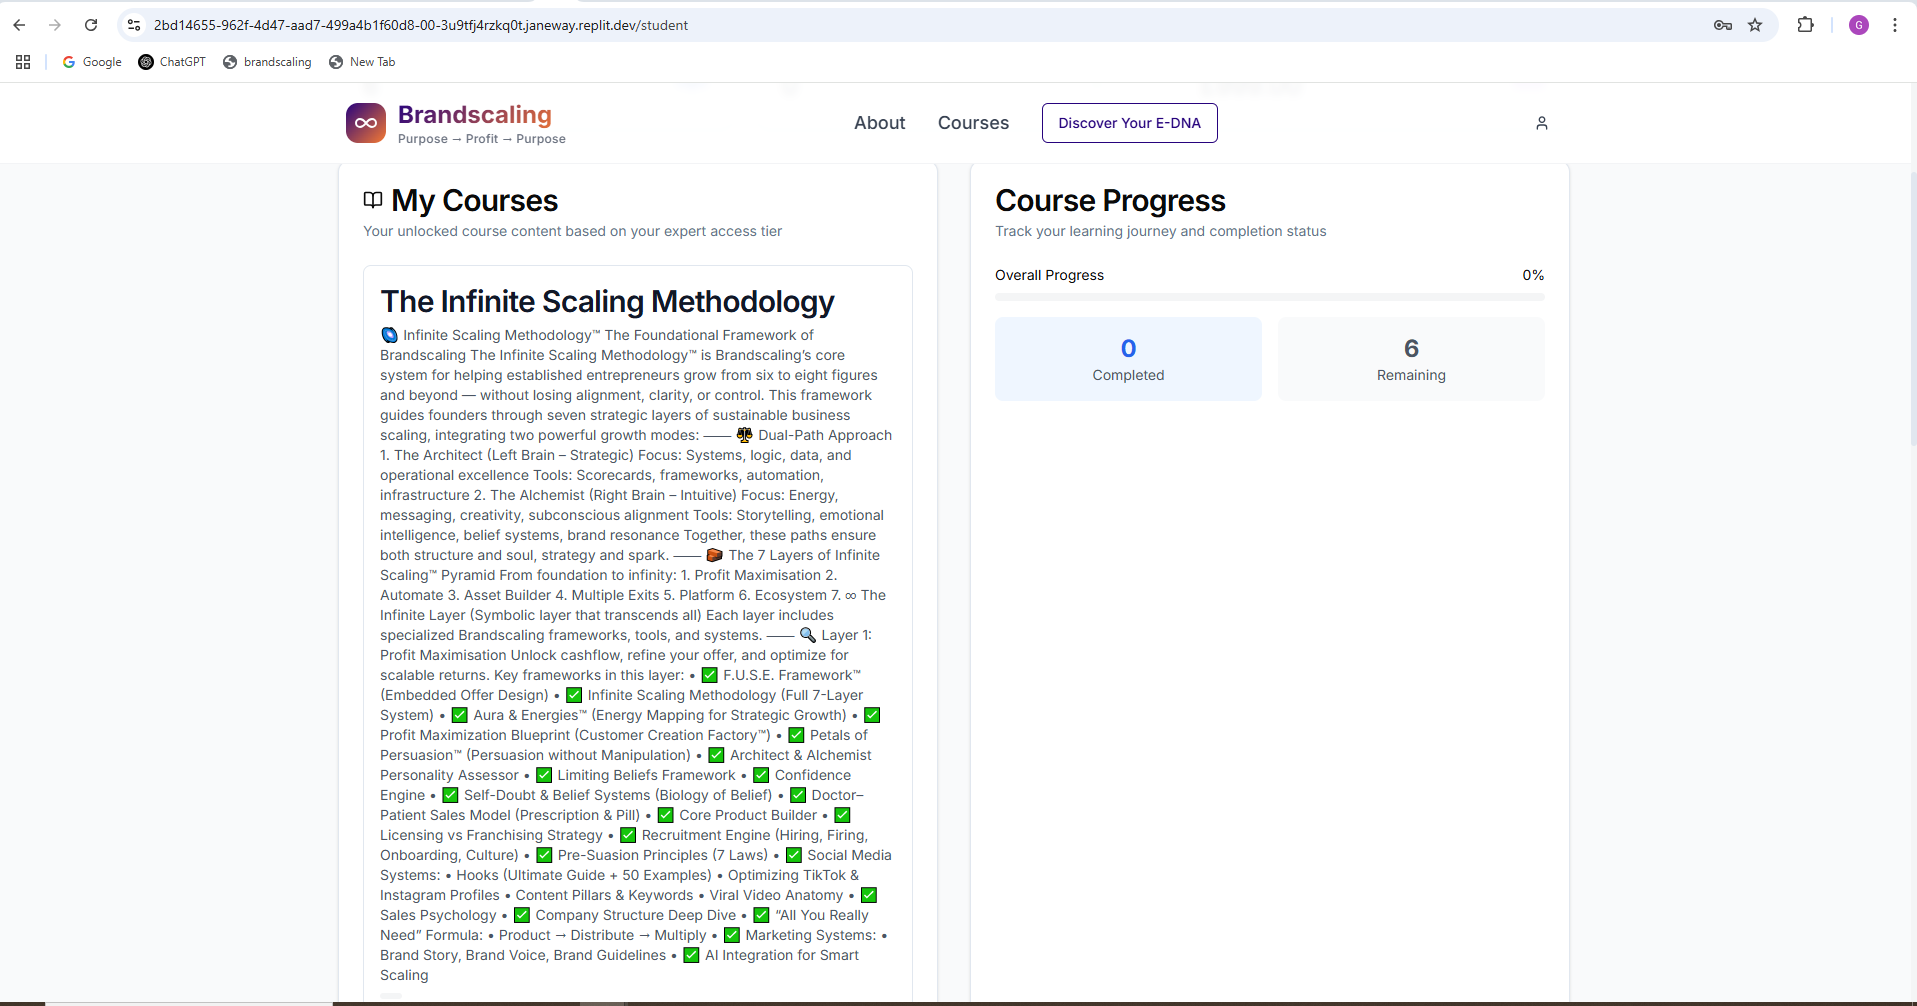 2bd14655-962f-4d47-aad7-499a4b1f60d8-00-3u9tfj4rzkq0t.janeway.replit.dev/student
G
Google
ChatGPT
brandscaling
New Tab
Brandscaling
Purpose → Profit → Purpose
About
Courses
Discover Your E-DNA
My Courses
Your unlocked course content based on your expert access tier
The Infinite Scaling Methodology
🌀 Infinite Scaling Methodology™ The Foundational Framework of
Brandscaling The Infinite Scaling Methodology™ is Brandscaling’s core
system for helping established entrepreneurs grow from six to eight figures
and beyond — without losing alignment, clarity, or control. This framework
guides founders through seven strategic layers of sustainable business
scaling, integrating two powerful growth modes: ⸻ ⚖️ Dual-Path Approach
1. The Architect (Left Brain – Strategic) Focus: Systems, logic, data, and
operational excellence Tools: Scorecards, frameworks, automation,
infrastructure 2. The Alchemist (Right Brain – Intuitive) Focus: Energy,
messaging, creativity, subconscious alignment Tools: Storytelling, emotional
intelligence, belief systems, brand resonance Together, these paths ensure
both structure and soul, strategy and spark. ⸻ 🧱 The 7 Layers of Infinite
Scaling™ Pyramid From foundation to infinity: 1. Profit Maximisation 2.
Automate 3. Asset Builder 4. Multiple Exits 5. Platform 6. Ecosystem 7. ∞ The
Infinite Layer (Symbolic layer that transcends all) Each layer includes
specialized Brandscaling frameworks, tools, and systems. ⸻ 🔍 Layer 1:
Profit Maximisation Unlock cashflow, refine your offer, and optimize for
scalable returns. Key frameworks in this layer: • ✅ F.U.S.E. Framework™
(Embedded Offer Design) • ✅ Infinite Scaling Methodology (Full 7-Layer
System) • ✅ Aura & Energies™ (Energy Mapping for Strategic Growth) • ✅
Profit Maximization Blueprint (Customer Creation Factory™) • ✅ Petals of
Persuasion™ (Persuasion without Manipulation) • ✅ Architect & Alchemist
Personality Assessor • ✅ Limiting Beliefs Framework • ✅ Confidence
Engine • ✅ Self-Doubt & Belief Systems (Biology of Belief) • ✅ Doctor–
Patient Sales Model (Prescription & Pill) • ✅ Core Product Builder • ✅
Licensing vs Franchising Strategy • ✅ Recruitment Engine (Hiring, Firing,
Onboarding, Culture) • ✅ Pre-Suasion Principles (7 Laws) • ✅ Social Media
Systems: • Hooks (Ultimate Guide + 50 Examples) • Optimizing TikTok &
Instagram Profiles • Content Pillars & Keywords • Viral Video Anatomy • ✅
Sales Psychology • ✅ Company Structure Deep Dive • ✅ “All You Really
Need” Formula: • Product → Distribute → Multiply • ✅ Marketing Systems: •
Brand Story, Brand Voice, Brand Guidelines • ✅ AI Integration for Smart
Scaling
Course Progress
Track your learning journey and completion status
Overall Progress
0%
0
Completed
6
Remaining